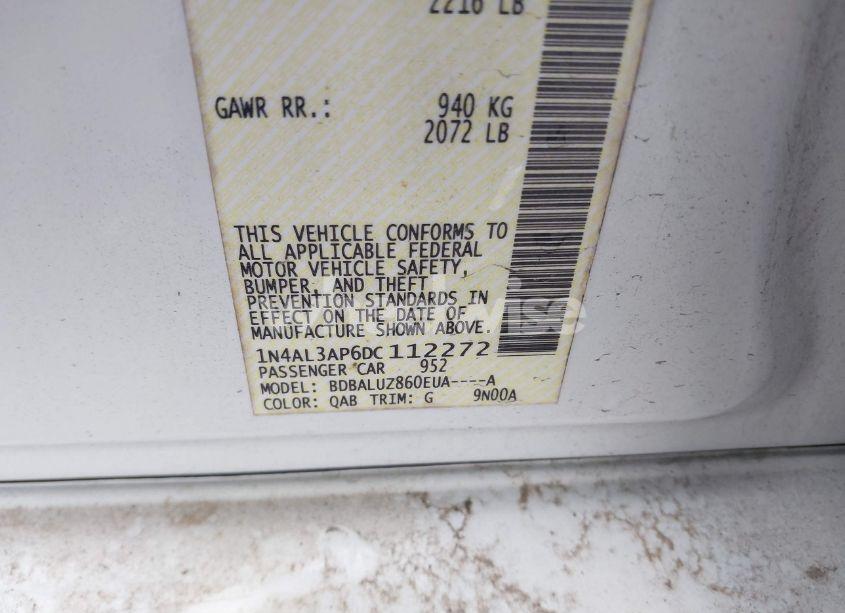 2216 LB
GAWR RR.: 940 KG
2072 LB
THIS VEHICLE CONFORMS TO
ALL APPLICABLE FEDERAL
MOTOR VEHICLE SAFETY,
BUMPER, AND THEFT
PREVENTION STANDARDS IN
EFFECT ON THE DATE OF
MANUFACTURE SHOWN ABOVE.
1N4AL3AP6DC112272
PASSENGER CAR 952
MODEL: BDBALUZ860EUA----A
COLOR: QAB TRIM: G 9N00A